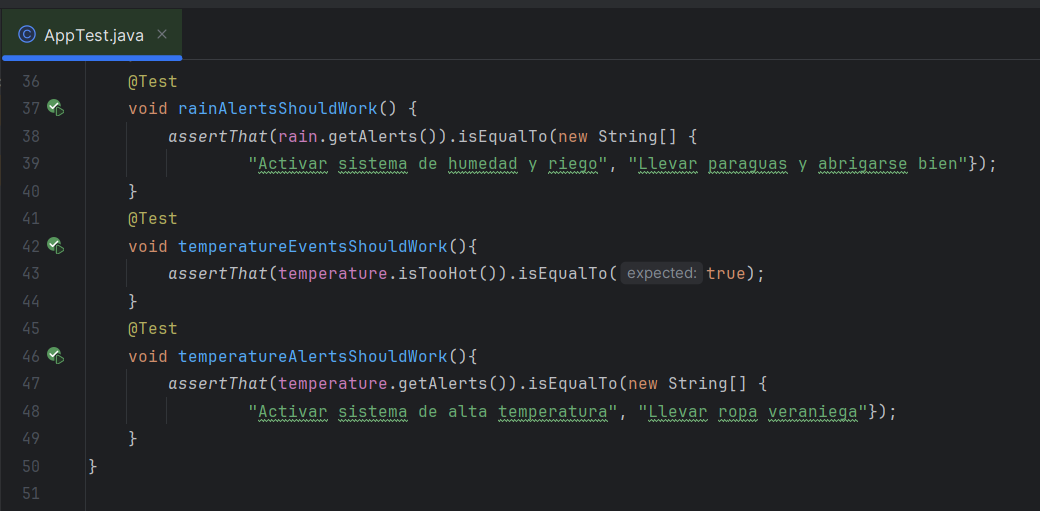 AppTest.java
36 @Test
37 void rainAlertsShouldWork() {
38 assertThat(rain.getAlerts()).isEqualTo(new String[] {
39 "Activar sistema de humedad y riego", "Llevar paraguas y abrigarse bien"});
40 }
41 @Test
42 void temperatureEventsShouldWork(){
43 assertThat(temperature.isTooHot()).isEqualTo( expected: true);
44 }
45 @Test
46 void temperatureAlertsShouldWork(){
47 assertThat(temperature.getAlerts()).isEqualTo(new String[] {
48 "Activar sistema de alta temperatura", "Llevar ropa veraniega"});
49 }
50 }
51